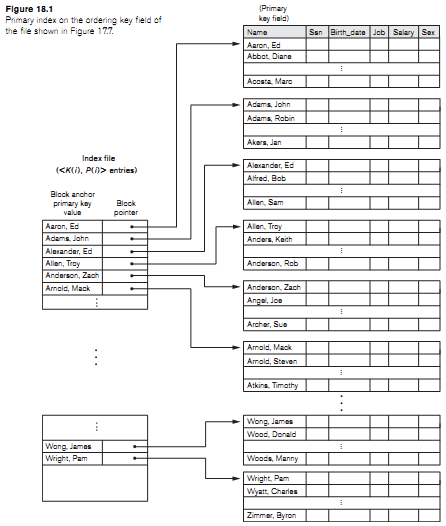 Figure 18.1
Primary index on the ordering key field of
the file shown in Figure 17.7.
(Primary
key field)
Name Ssn Birth_date Job Salary Sex
Aaron, Ed
Abbot, Diane
⋮
Acosta, Marc
Adams, John
Adams, Robin
⋮
Akers, Jan
Alexander, Ed
Alfred, Bob
⋮
Allen, Sam
Allen, Troy
Anders, Keith
⋮
Anderson, Rob
Anderson, Zach
Angel, Joe
⋮
Archer, Sue
Arnold, Mack
Arnold, Steven
⋮
Atkins, Timothy
⋮
Wong, James
Wood, Donald
⋮
Woods, Manny
Wright, Pam
Wyatt, Charles
⋮
Zimmer, Byron
Index file
(<K(i), P(i)> entries)
Block anchor
primary key
value
Block
pointer
Aaron, Ed
Adams, John
Alexander, Ed
Allen, Troy
Anderson, Zach
Arnold, Mack
⋮
⋮
⋮
Wong, James
Wright, Pam